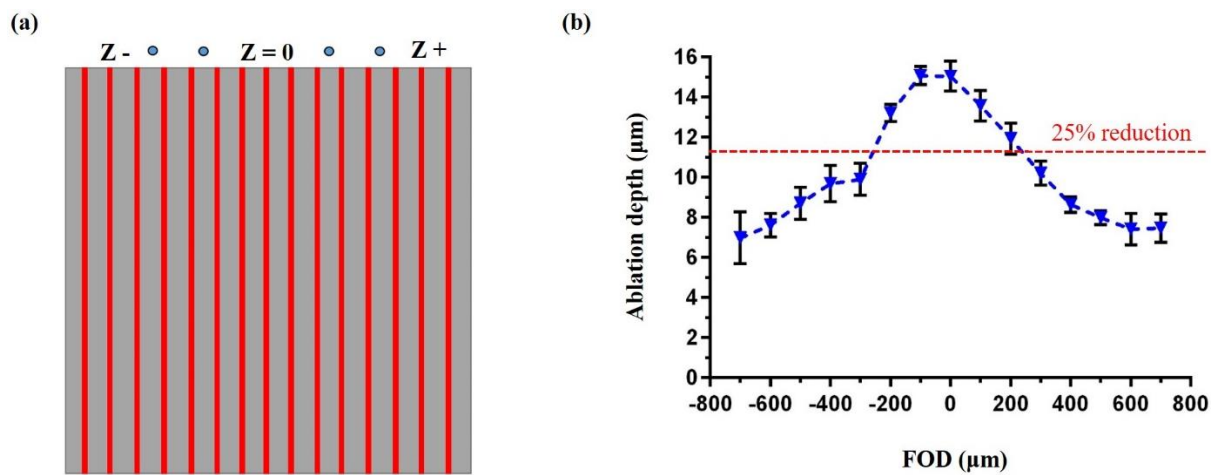 (a)
Z - Z = 0 Z +
(b)
Ablation depth (μm)
16
14
12
10
8
6
4
2
0
25% reduction
-800 -600 -400 -200 0 200 400 600 800
FOD (μm)